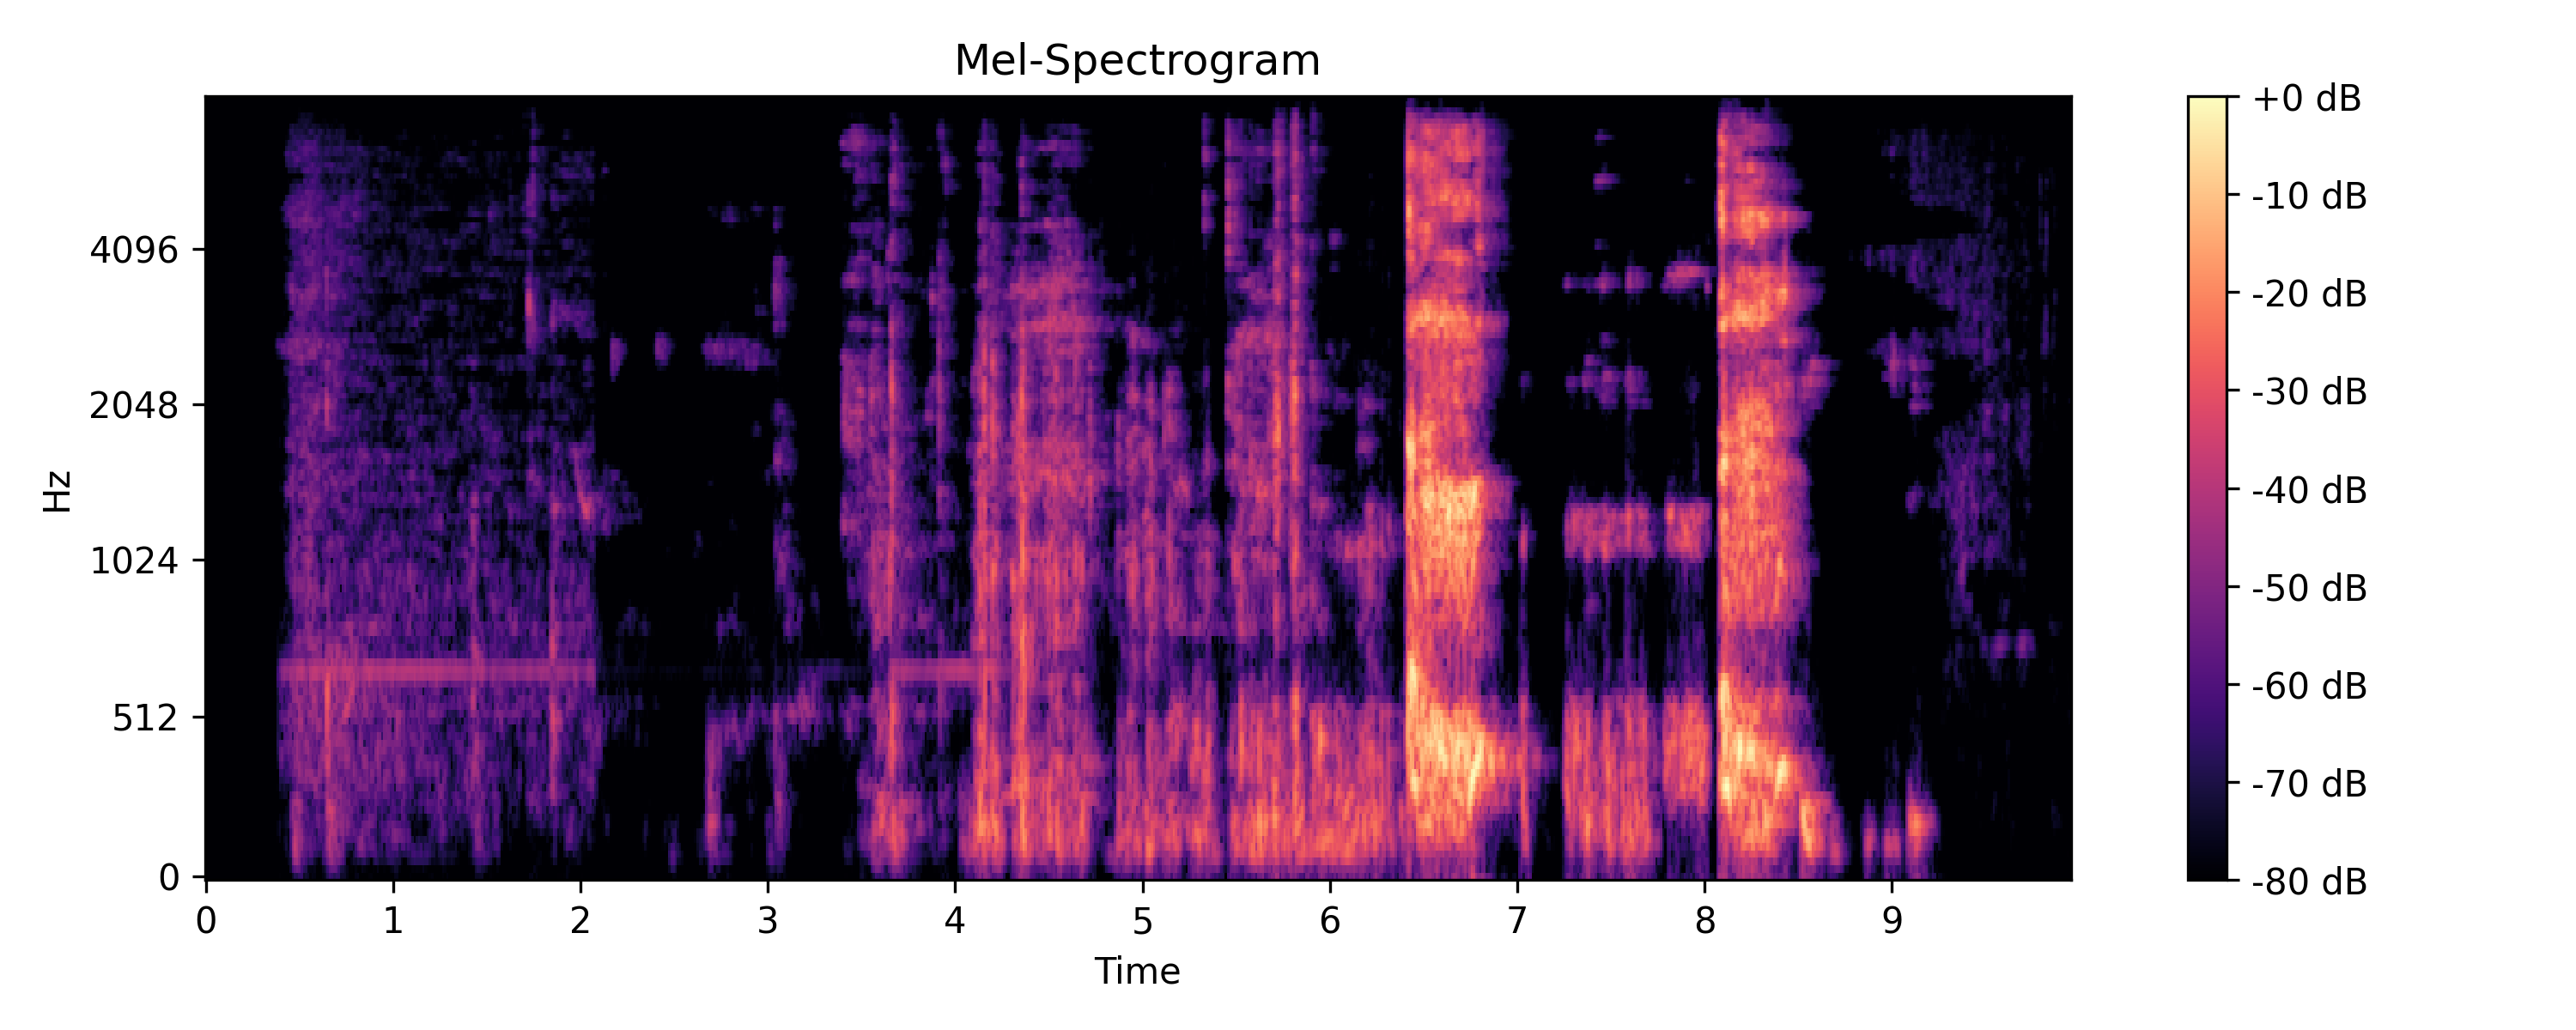 Mel-Spectrogram
Hz
4096
2048
1024
512
0
0 1 2 3 4 5 6 7 8 9
Time
+0 dB
-10 dB
-20 dB
-30 dB
-40 dB
-50 dB
-60 dB
-70 dB
-80 dB